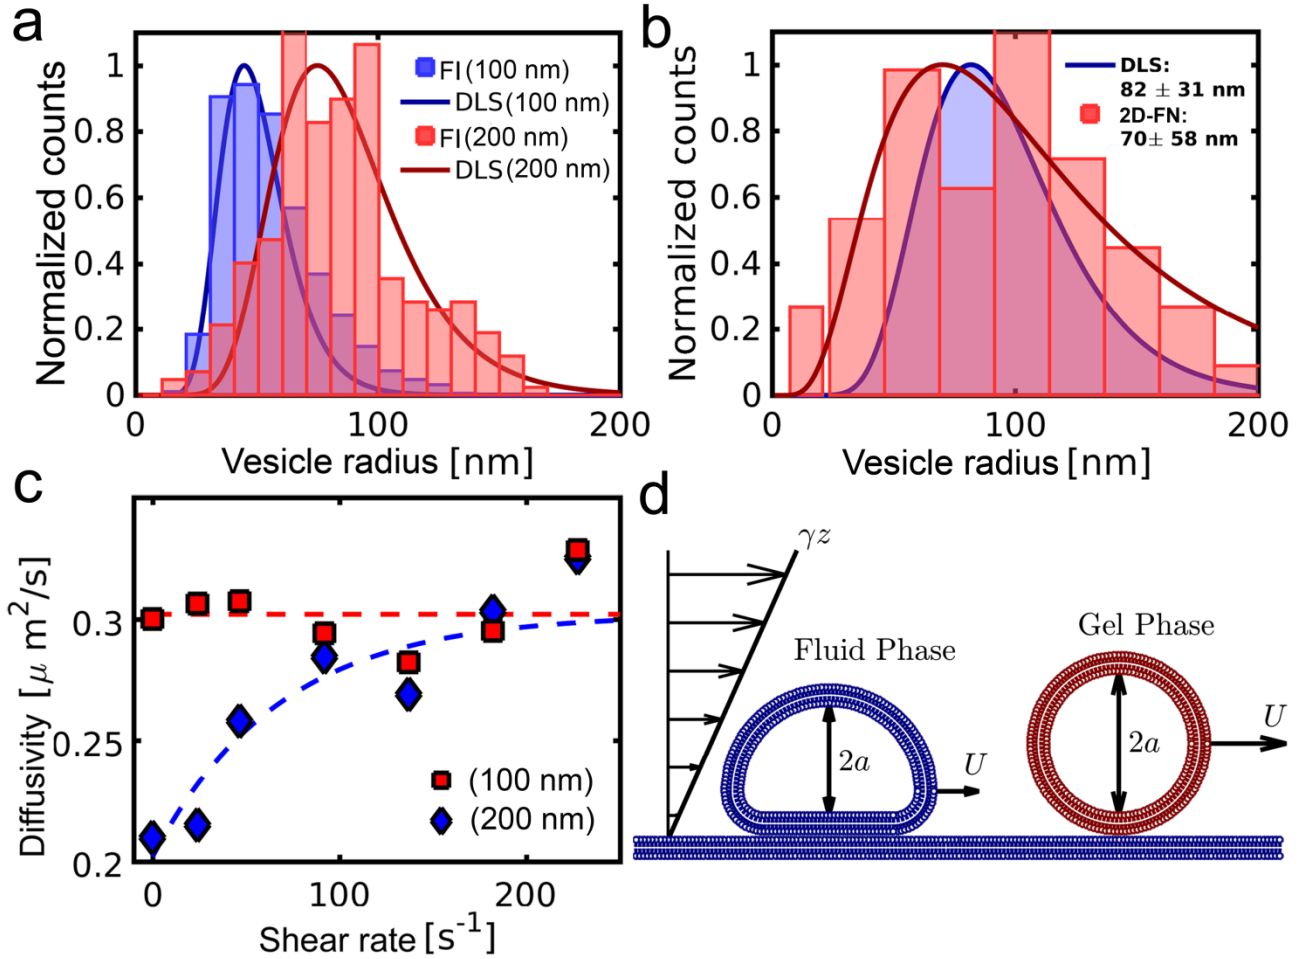 a
Normalized counts
1
0.8
0.6
0.4
0.2
0
0
100
200
Vesicle radius [nm]
FI(100 nm)
DLS(100 nm)
FI(200 nm)
DLS(200 nm)
b
Normalized counts
1
0.8
0.6
0.4
0.2
0
0
100
200
Vesicle radius [nm]
DLS:
82 ± 31 nm
2D-FN:
70± 58 nm
c
Diffusivity [μ m²/s]
0.3
0.25
0.2
0
100
200
Shear rate [s⁻¹]
(100 nm)
(200 nm)
d
γz
Fluid Phase
2a
U
Gel Phase
2a
U